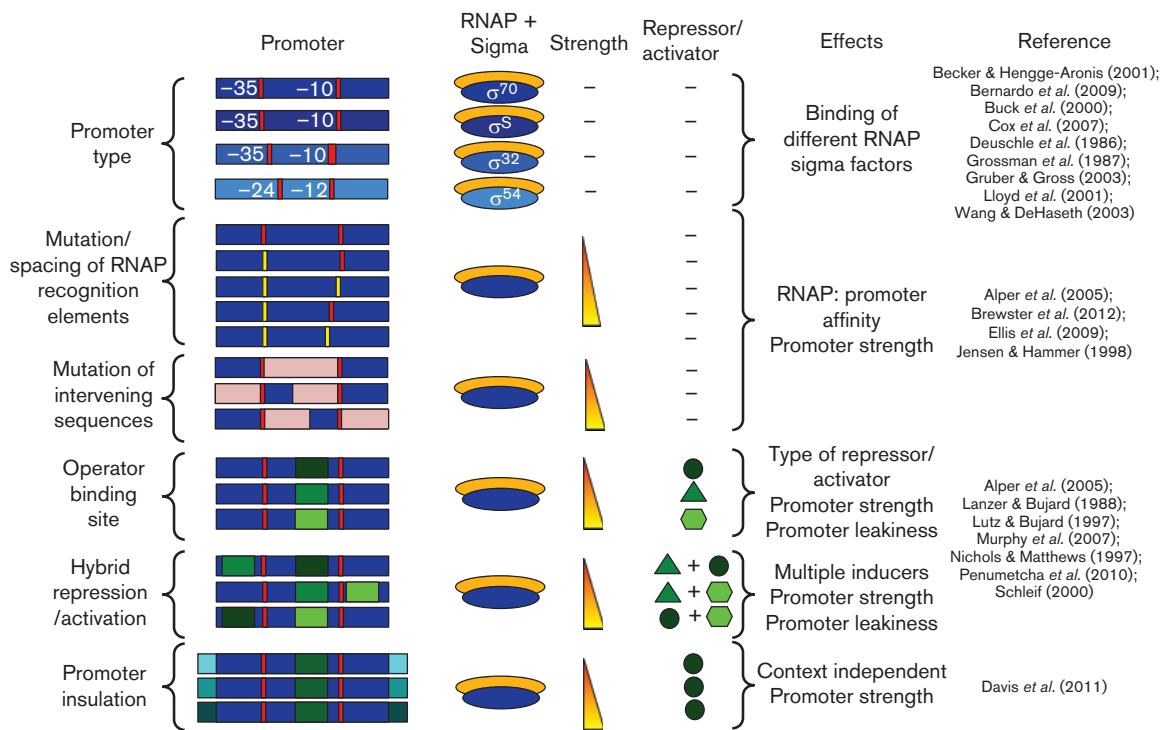 Promoter
RNAP +
Sigma
Strength
Repressor/
activator
Effects
Reference
Promoter
type
−35 −10
σ70
– –
−35 −10
σS
– –
−35 −10
σ32
−24 −12
σ54
– –
Binding of
different RNAP
sigma factors
Becker & Hengge-Aronis (2001);
Bernardo et al. (2009);
Buck et al. (2000);
Cox et al. (2007);
Deuschle et al. (1986);
Grossman et al. (1987);
Gruber & Gross (2003);
Lloyd et al. (2001);
Wang & DeHaseth (2003)
Mutation/
spacing of RNAP
recognition
elements
–
–
–
–
–
Mutation of
intervening
sequences
–
–
–
RNAP: promoter
affinity
Promoter strength
Alper et al. (2005);
Brewster et al. (2012);
Ellis et al. (2009);
Jensen & Hammer (1998)
Operator
binding
site
Type of repressor/
activator
Promoter strength
Promoter leakiness
Hybrid
repression
/activation
+
+
+
Multiple inducers
Promoter strength
Promoter leakiness
Alper et al. (2005);
Lanzer & Bujard (1988);
Lutz & Bujard (1997);
Murphy et al. (2007);
Nichols & Matthews (1997);
Penumetcha et al. (2010);
Schleif (2000)
Promoter
insulation
Context independent
Promoter strength
Davis et al. (2011)